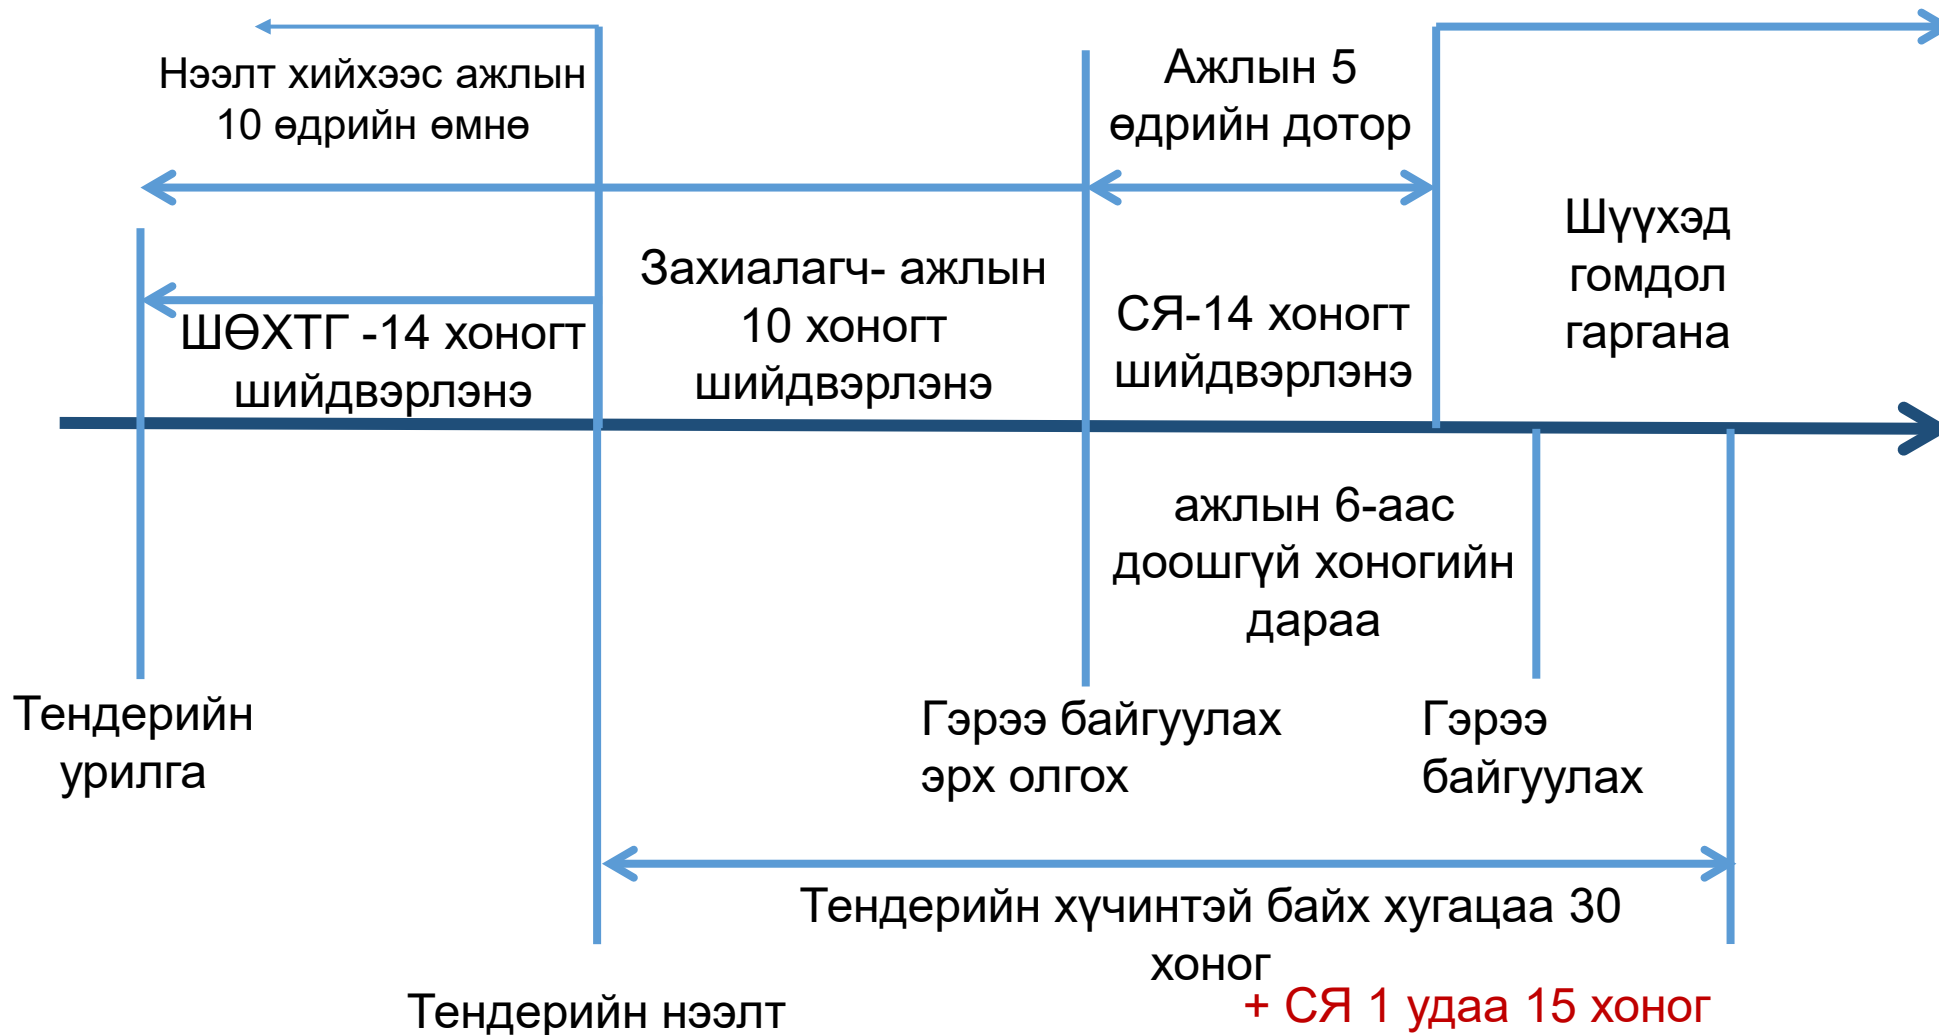 Нээлт хийхээс ажлын
10 өдрийн өмнө
Ажлын 5
өдрийн дотор
Шүүхэд
гомдол
гаргана
Захиалагч- ажлын
10 хоногт
шийдвэрлэнэ
СЯ-14 хоногт
шийдвэрлэнэ
ШӨХТГ -14 хоногт
шийдвэрлэнэ
ажлын 6-аас
доошгүй хоногийн
дараа
Тендерийн
урилга
Гэрээ байгуулах
эрх олгох
Гэрээ
байгуулах
Тендерийн хүчинтэй байх хугацаа 30
хоног
+ СЯ 1 удаа 15 хоног
Тендерийн нээлт